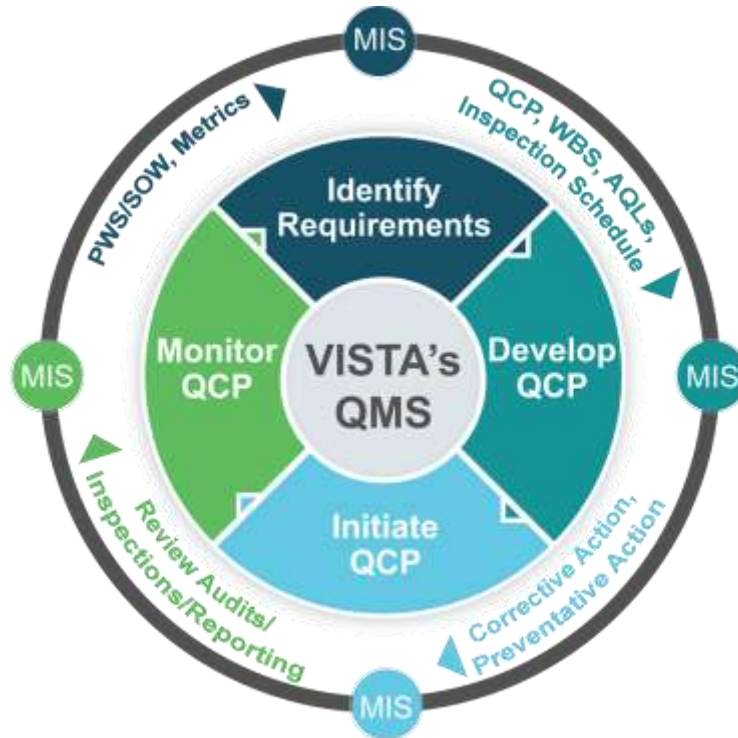 MIS
PWS/SOW, Metrics
QCP, WBS, AQLs,
Inspection Schedule
Identify
Requirements
Monitor
QCP
VISTA's
QMS
Develop
QCP
MIS
MIS
Initiate
QCP
Review Audits/
Inspections/Reporting
Corrective Action,
Preventative Action
MIS